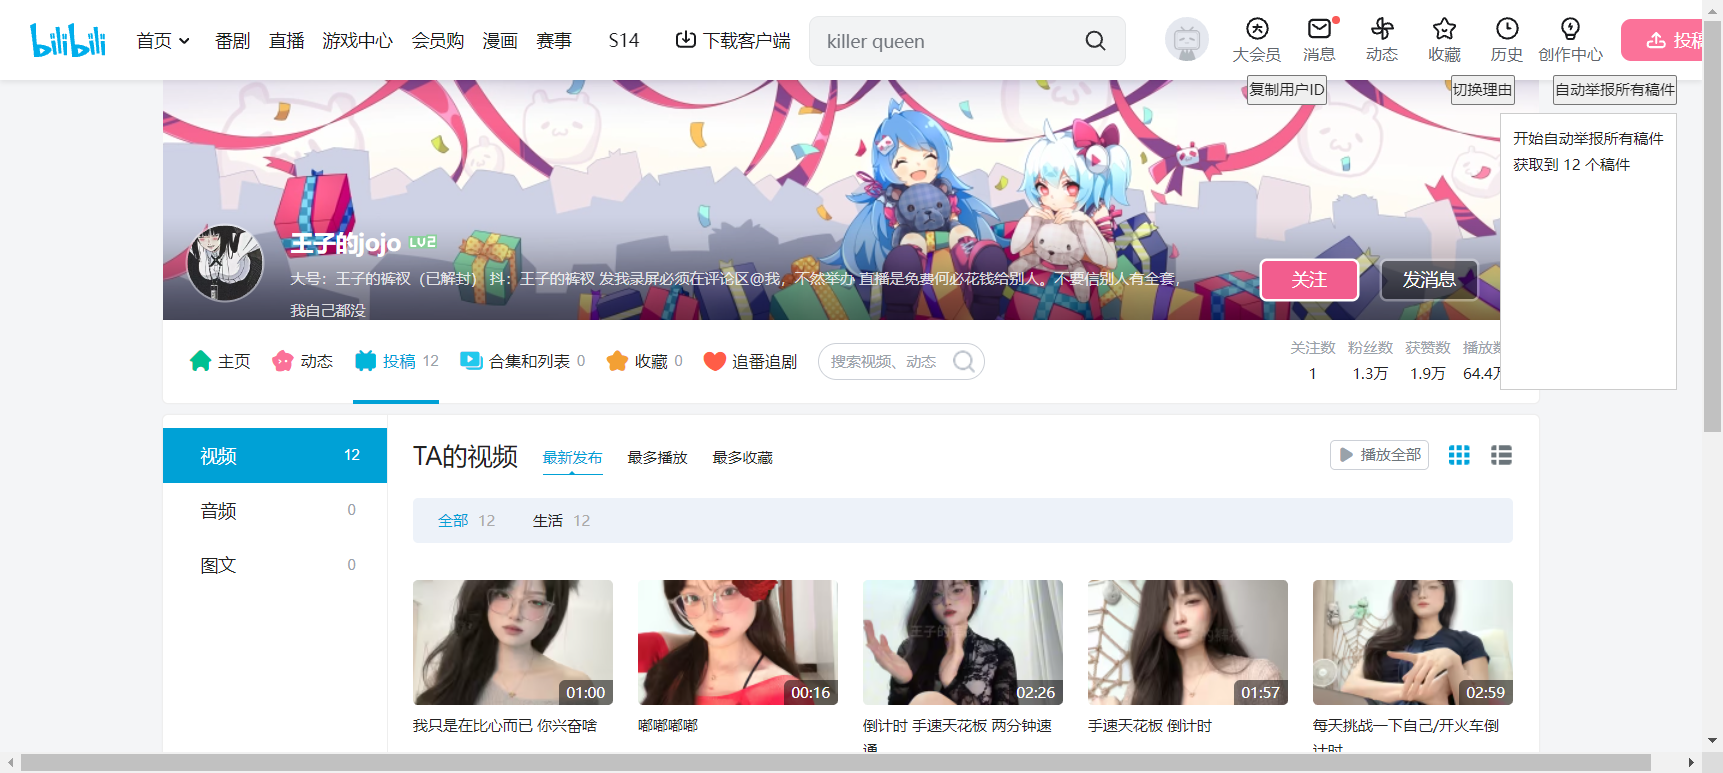 bilibili
首页
番剧
直播
游戏中心
会员购
漫画
赛事
S14
下载客户端
killer queen
大会员
消息
动态
收藏
历史
创作中心
投稿
复制用户ID
切换理由
自动举报所有稿件
开始自动举报所有稿件
获取到 12 个稿件
王子的jojo LV2
大号：王子的裤衩（已解封） 抖：王子的裤衩 发我录屏必须在评论区@我，不然举办 直播是免费何必花钱给别人。不要信别人有全套，
我自己都没
关注
发消息
主页
动态
投稿 12
合集和列表 0
收藏 0
追番追剧
搜索视频、动态
关注数 粉丝数 获赞数 播放数
1 1.3万 1.9万 64.4万
视频 12
音频 0
图文 0
TA的视频
最新发布
最多播放
最多收藏
播放全部
全部 12
生活 12
01:00
00:16
02:26
01:57
02:59
我只是在比心而已 你兴奋啥
嘟嘟嘟嘟
倒计时 手速天花板 两分钟速
通
手速天花板 倒计时
每天挑战一下自己/开火车倒
计时